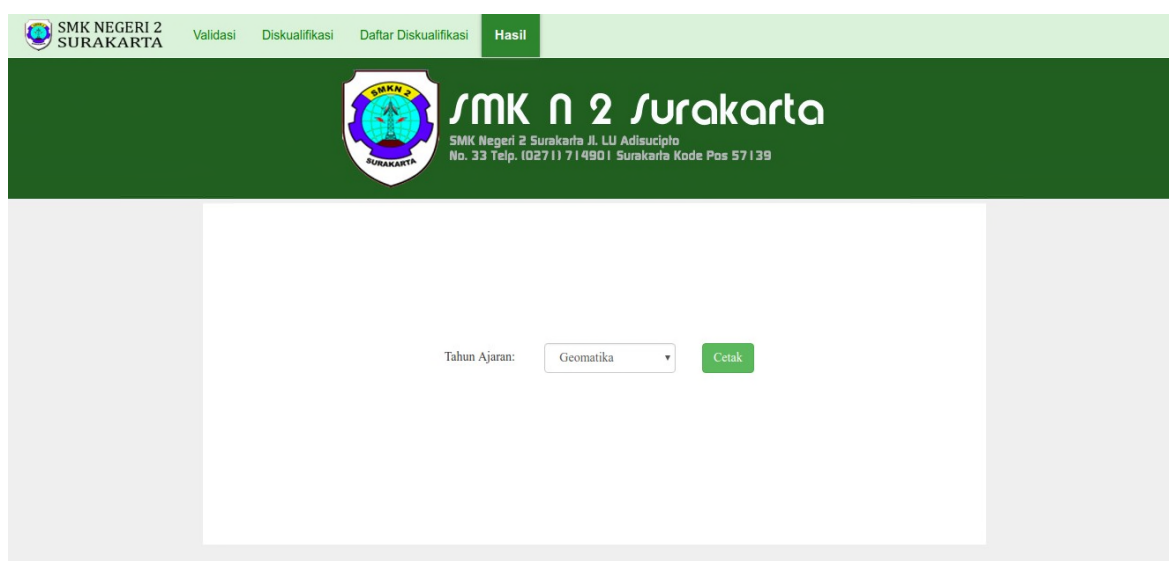 SMK NEGERI 2
SURAKARTA
Validasi Diskualifikasi Daftar Diskualifikasi Hasil
SMKN 2
SURAKARTA
SMK N 2 Surakarta
SMK Negeri 2 Surakarta Jl. LU Adisucipto
No. 33 Telp. (0271) 714901 Surakarta Kode Pos 57139
Tahun Ajaran: Geomatika Cetak